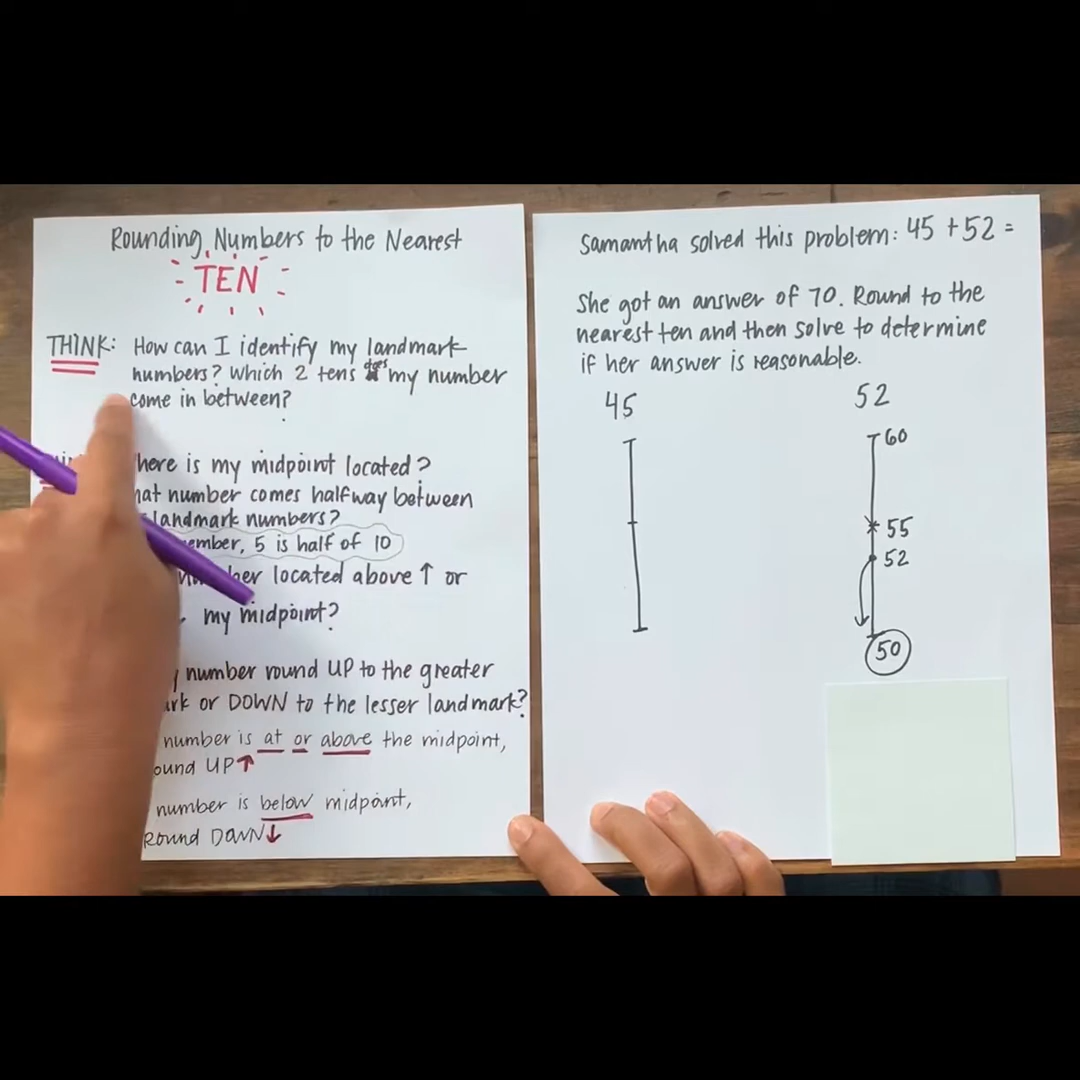 Rounding Numbers to the Nearest
TEN
THINK: How can I identify my landmark
numbers? Which 2 tens does my number
come in between?
here is my midpoint located?
hat number comes halfway between
landmark numbers?
ember, 5 is half of 10
located above ↑ or
my midpoint?
number round UP to the greater
ark or DOWN to the lesser landmark?
number is at or above the midpoint,
ound UP↑
number is below midpoint,
Round DOWN↓
Samantha solved this problem: 45 + 52 =
She got an answer of 70. Round to the
nearest ten and then solve to determine
if her answer is reasonable.
45
52
60
55
52
50